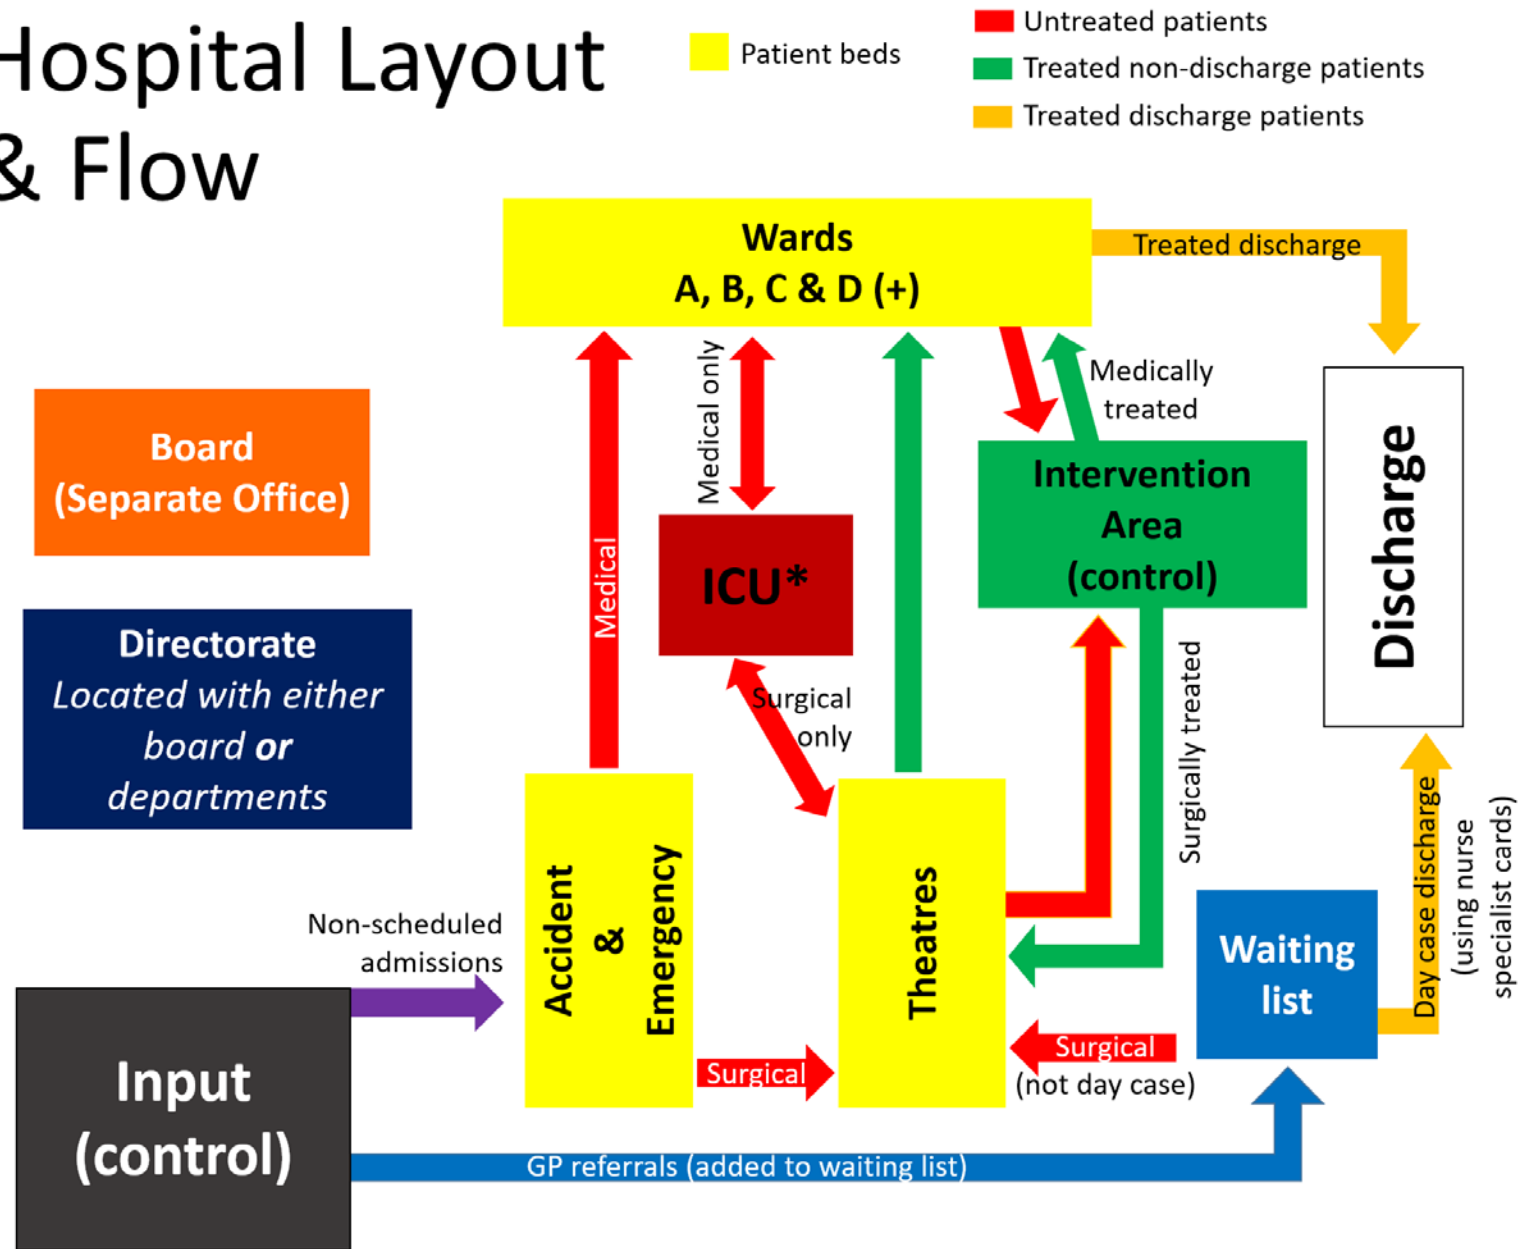 Hospital Layout
& Flow
Patient beds
Untreated patients
Treated non-discharge patients
Treated discharge patients
Wards
A, B, C & D (+)
Treated discharge
Medical only
Medically
treated
Board
(Separate Office)
Intervention
Area
(control)
Discharge
Medical
ICU*
Directorate
Located with either
board or
departments
Surgical
only
Surgically treated
Accident
&
Emergency
Theatres
Day case discharge
(using nurse
specialist cards)
Non-scheduled
admissions
Waiting
list
Input
(control)
Surgical
Surgical
(not day case)
GP referrals (added to waiting list)